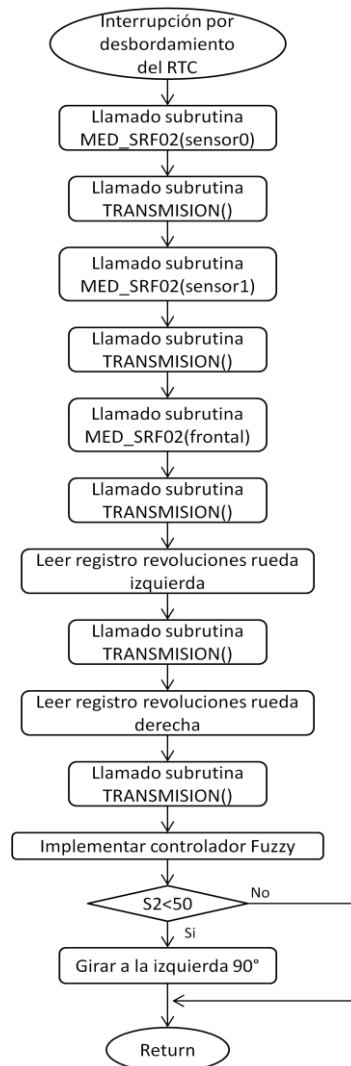 Interrupción por
desbordamiento
del RTC
Llamado subrutina
MED_SRF02(sensor0)
Llamado subrutina
TRANSMISION()
Llamado subrutina
MED_SRF02(sensor1)
Llamado subrutina
TRANSMISION()
Llamado subrutina
MED_SRF02(frontal)
Llamado subrutina
TRANSMISION()
Leer registro revoluciones rueda
izquierda
Llamado subrutina
TRANSMISION()
Leer registro revoluciones rueda
derecha
Llamado subrutina
TRANSMISION()
Implementar controlador Fuzzy
S2<50
No
Si
Girar a la izquierda 90°
Return